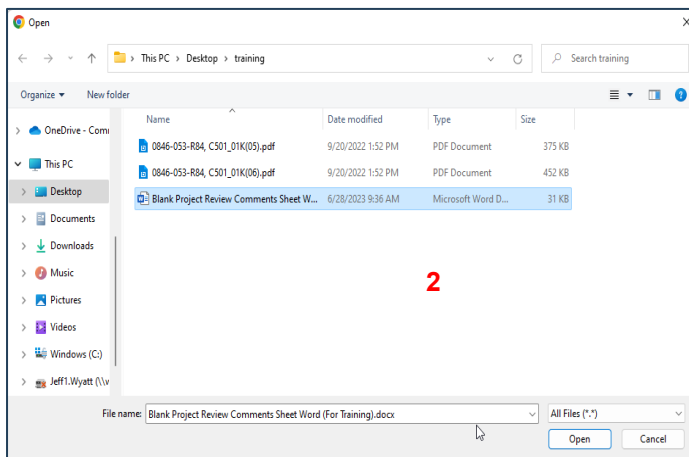 Open
This PC > Desktop > training
Search training
Organize
New folder
Name
Date modified
Type
Size
OneDrive - Com
This PC
Desktop
Documents
Downloads
Music
Pictures
Videos
Windows (C:)
Jeff1.Wyatt (\\v
0846-053-R84, C501_01K(05).pdf 9/20/2022 1:52 PM PDF Document 375 KB
0846-053-R84, C501_01K(06).pdf 9/20/2022 1:52 PM PDF Document 452 KB
Blank Project Review Comments Sheet W... 6/28/2023 9:36 AM Microsoft Word D... 31 KB
2
File name: Blank Project Review Comments Sheet Word (For Training).docx
All Files (*.*)
Open
Cancel